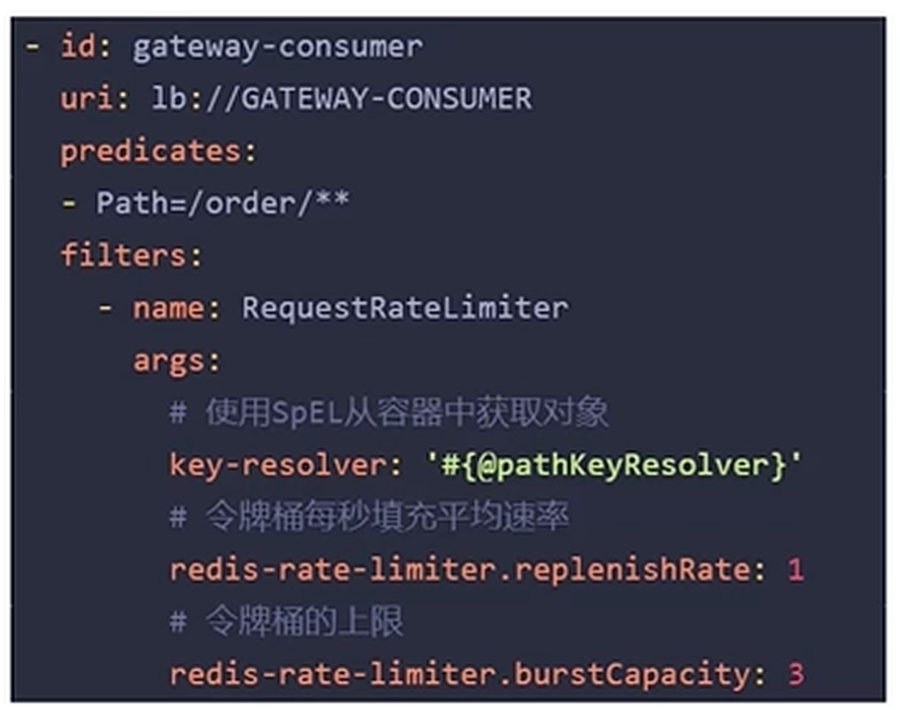 - id: gateway-consumer
uri: lb://GATEWAY-CONSUMER
predicates:
- Path=/order/**
filters:
- name: RequestRateLimiter
args:
# 使用SpEL从容器中获取对象
key-resolver: '#{@pathKeyResolver}'
# 令牌桶每秒填充平均速率
redis-rate-limiter.replenishRate: 1
# 令牌桶的上限
redis-rate-limiter.burstCapacity: 3